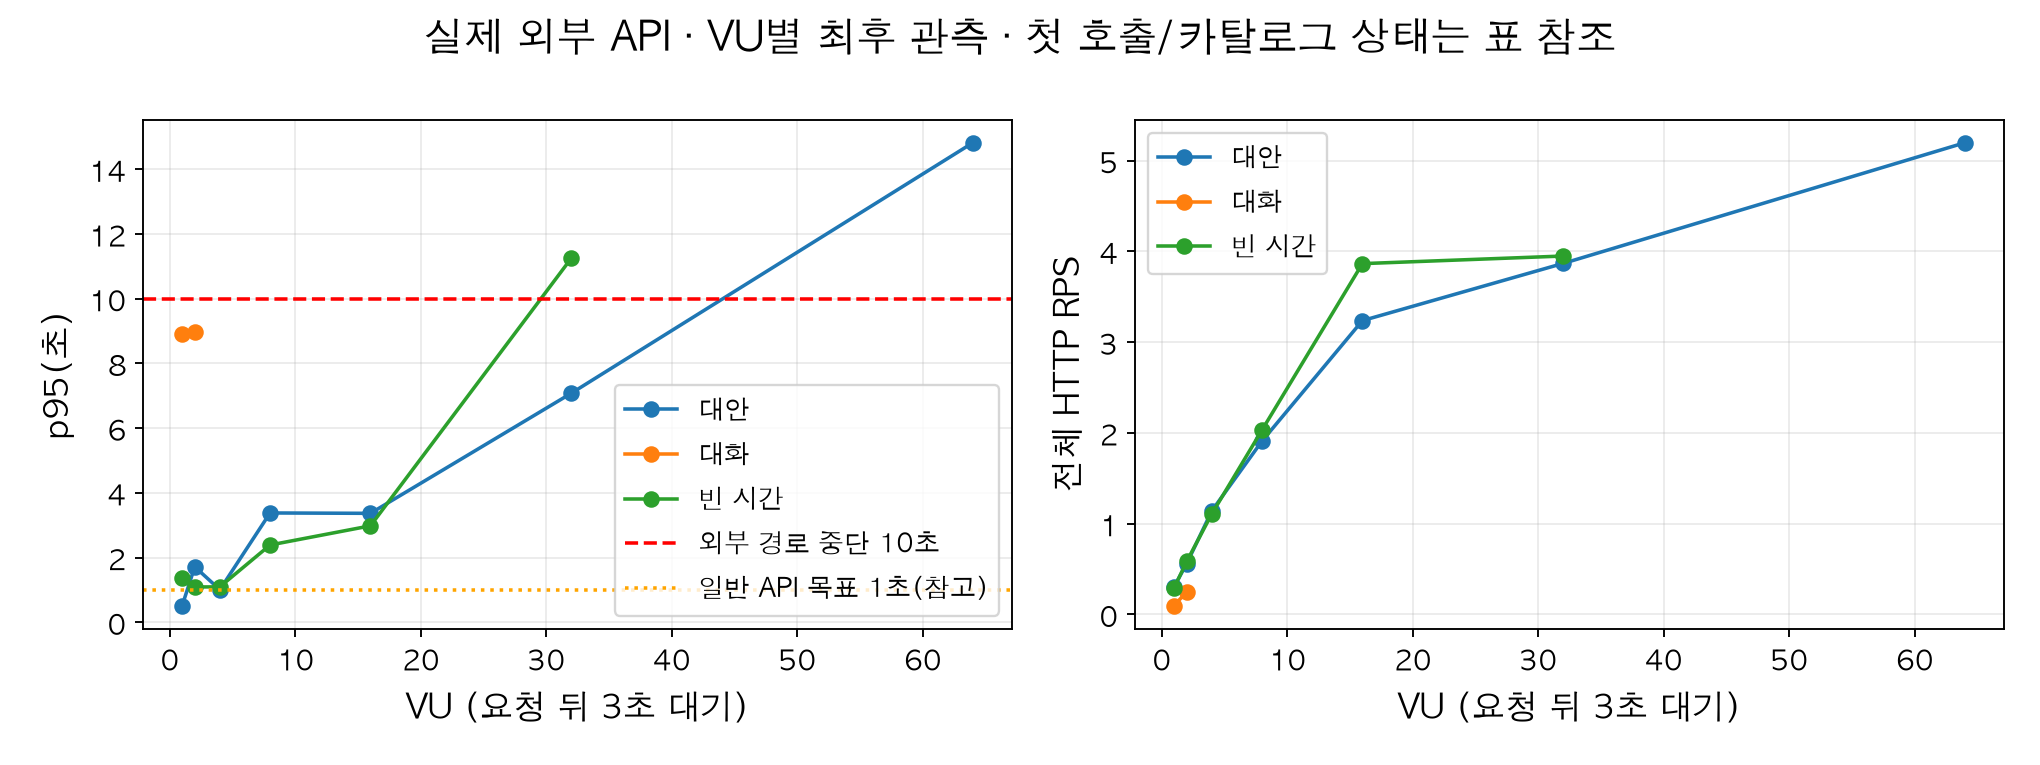 실제 외부 API · VU별 최후 관측 · 첫 호출/카탈로그 상태는 표 참조
p95(초)
14
12
10
8
6
4
2
0
대안
대화
빈 시간
외부 경로 중단 10초
일반 API 목표 1초(참고)
0 10 20 30 40 50 60
VU (요청 뒤 3초 대기)
전체 HTTP RPS
5
4
3
2
1
0
대안
대화
빈 시간
0 10 20 30 40 50 60
VU (요청 뒤 3초 대기)